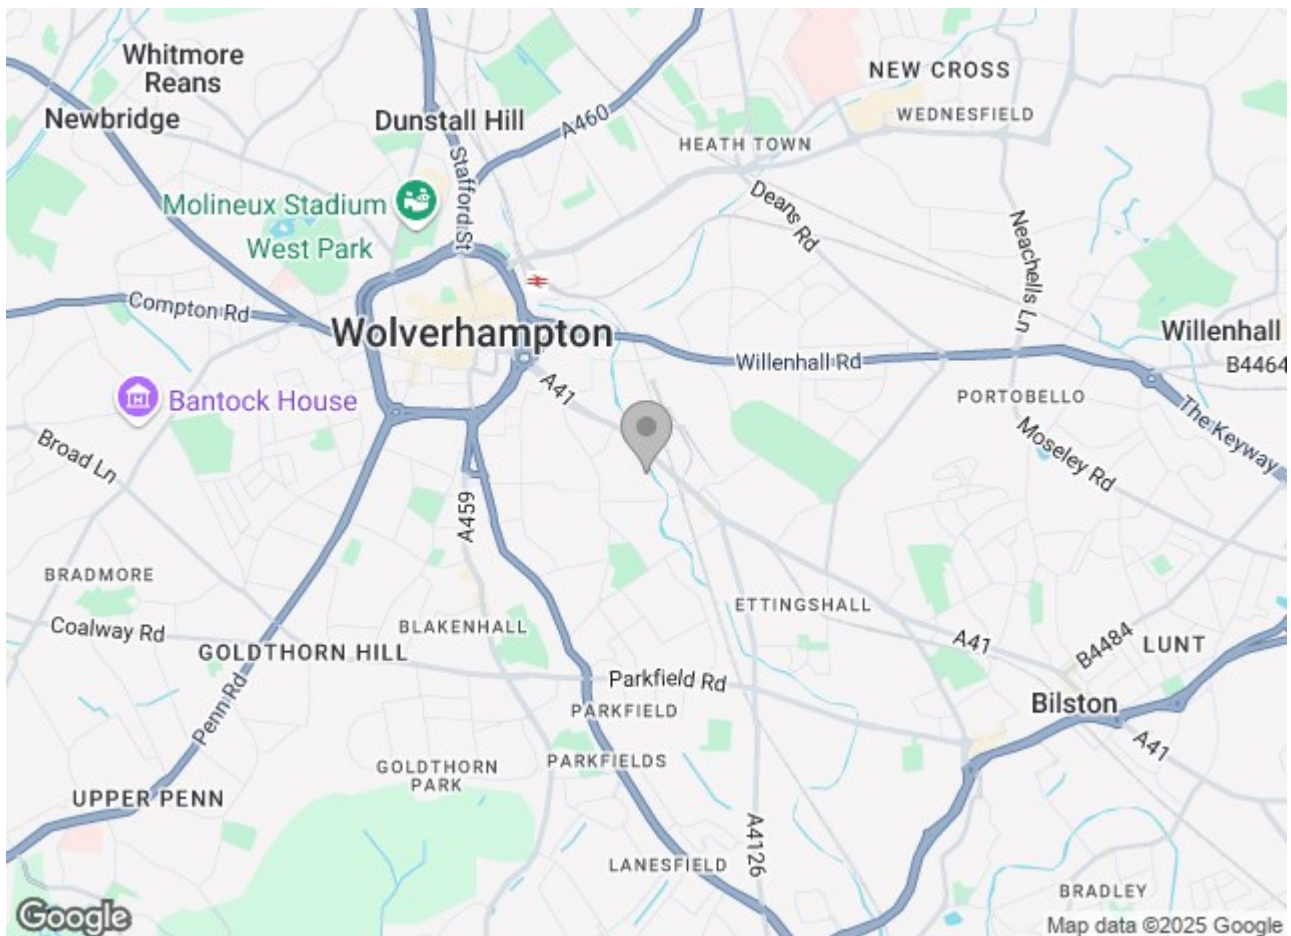 Whitmore
Reans
Newbridge
Dunstall Hill
A460
NEW CROSS
WEDNESFIELD
HEATH TOWN
Stafford St
Deans Rd
Molineux Stadium
West Park
Neachells Ln
Compton Rd
Wolverhampton
Willenhall
B4464
Willenhall Rd
A41
Bantock House
PORTOBELLO
The Keyway
Broad Ln
Moseley Rd
A459
BRADMORE
Coalway Rd
BLAKENHALL
ETTINGSHALL
GOLDTHORN HILL
A41
B4484
LUNT
Parkfield Rd
Penn Rd
PARKFIELD
Bilston
A41
GOLDTHORN
PARK
PARKFIELDS
UPPER PENN
A4126
LANESFIELD
BRADLEY
Google
Map data ©2025 Google